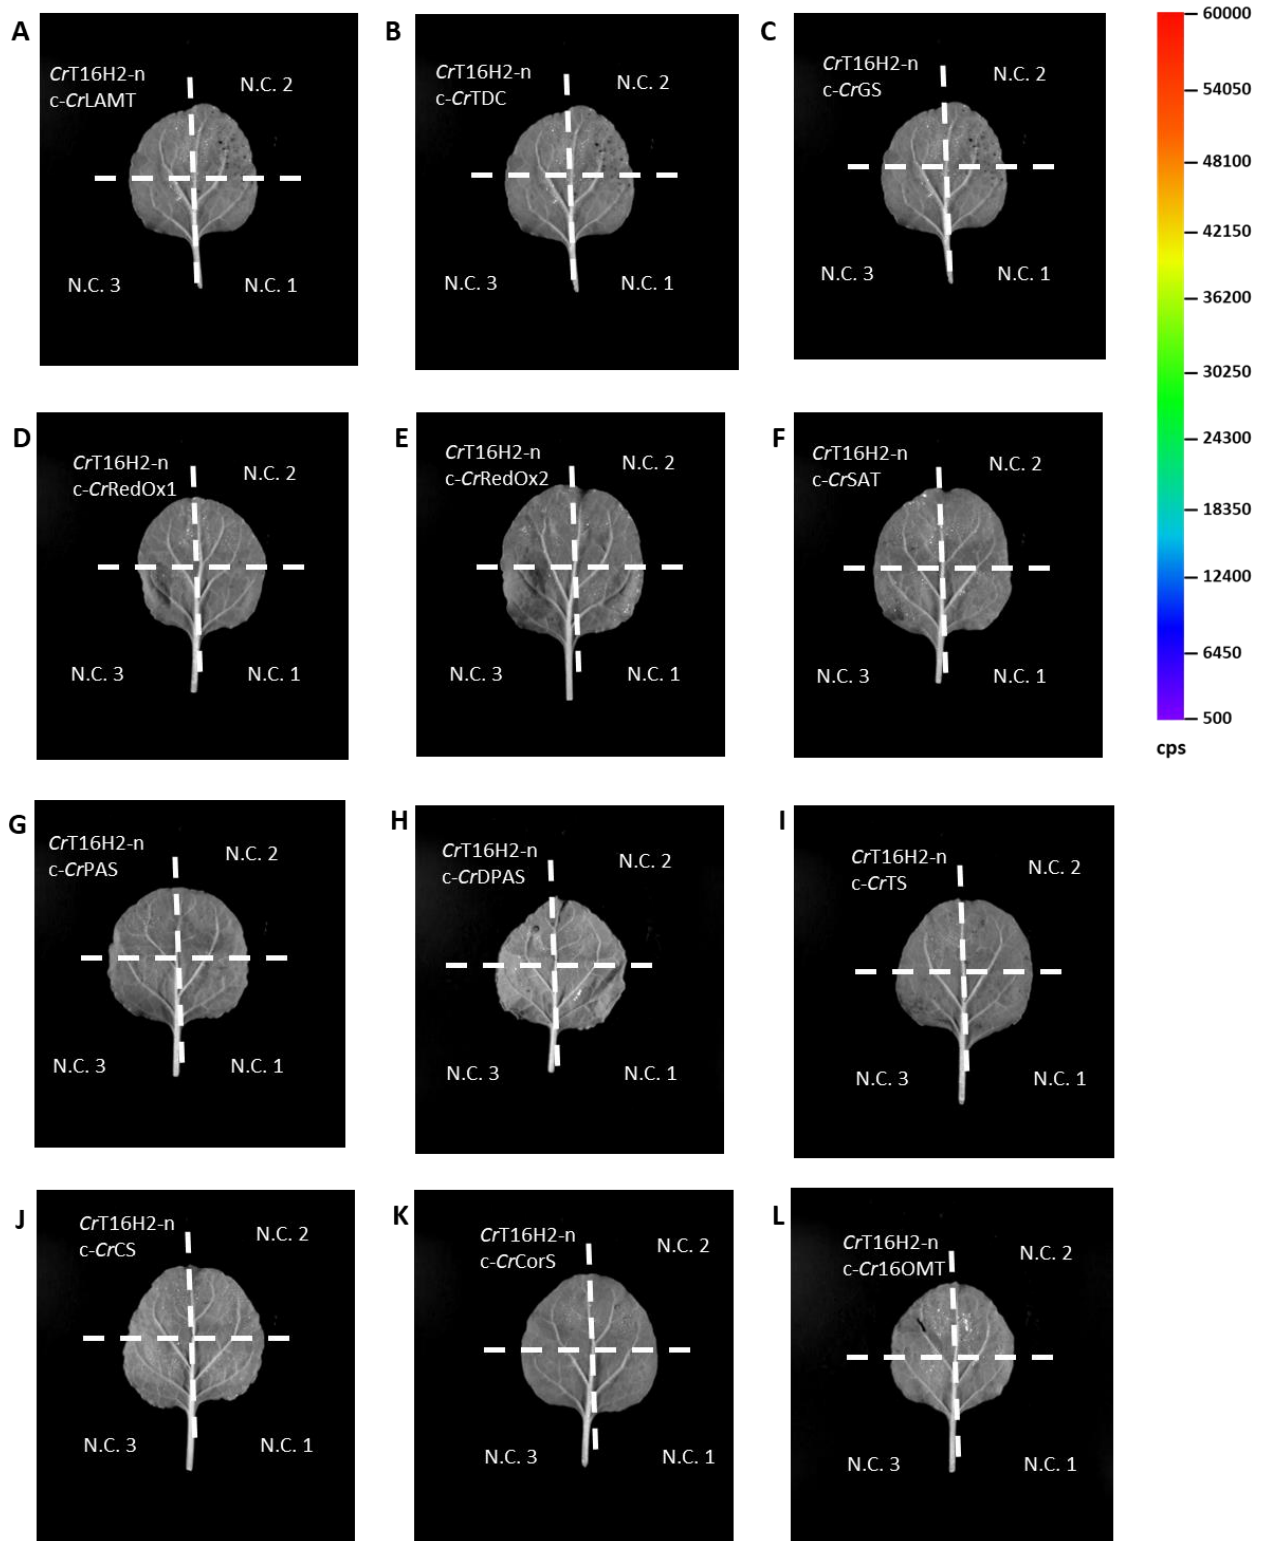 A
CrT16H2-n
c-CrLAMT
N.C. 2
N.C. 3
N.C. 1
B
CrT16H2-n
c-CrTDC
N.C. 2
N.C. 3
N.C. 1
C
CrT16H2-n
c-CrGS
N.C. 2
N.C. 3
N.C. 1
60000
54050
48100
42150
36200
30250
24300
18350
12400
6450
500
cps
D
CrT16H2-n
c-CrRedOx1
N.C. 2
N.C. 3
N.C. 1
E
CrT16H2-n
c-CrRedOx2
N.C. 2
N.C. 3
N.C. 1
F
CrT16H2-n
c-CrSAT
N.C. 2
N.C. 3
N.C. 1
G
CrT16H2-n
c-CrPAS
N.C. 2
N.C. 3
N.C. 1
H
CrT16H2-n
c-CrDPAS
N.C. 2
N.C. 3
N.C. 1
I
CrT16H2-n
c-CrTS
N.C. 2
N.C. 3
N.C. 1
J
CrT16H2-n
c-CrCS
N.C. 2
N.C. 3
N.C. 1
K
CrT16H2-n
c-CrCorS
N.C. 2
N.C. 3
N.C. 1
L
CrT16H2-n
c-Cr16OMT
N.C. 2
N.C. 3
N.C. 1